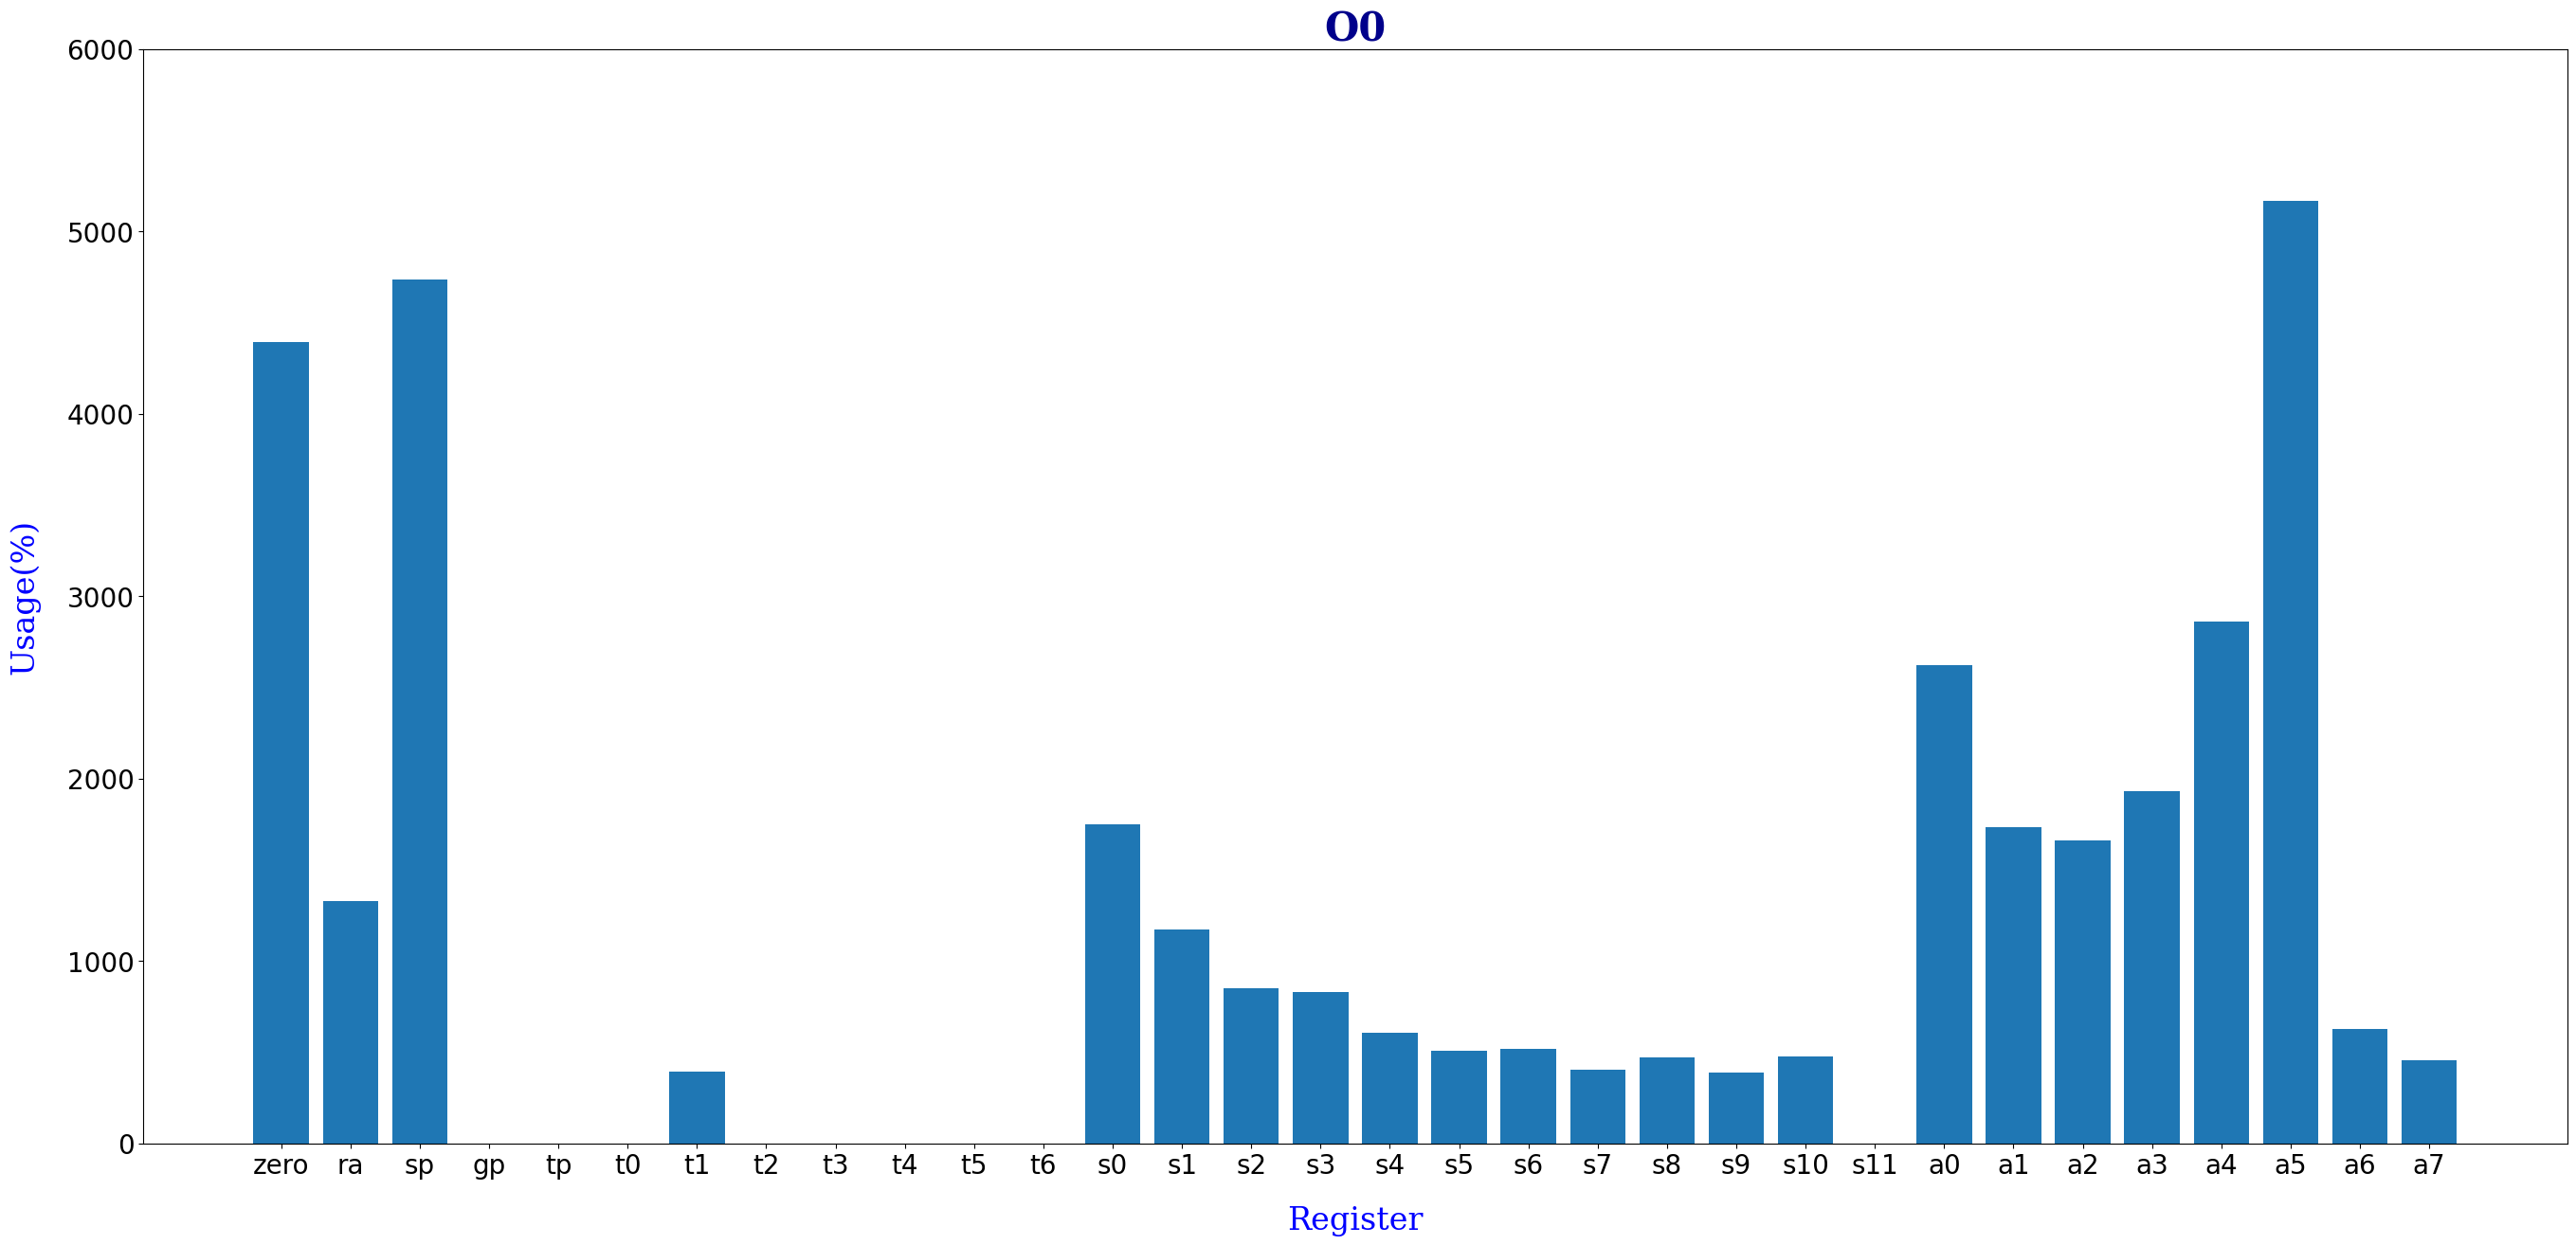 O0
6000
5000
4000
3000
2000
1000
0
Usage(%)
zero ra sp gp tp t0 t1 t2 t3 t4 t5 t6 s0 s1 s2 s3 s4 s5 s6 s7 s8 s9 s10 s11 a0 a1 a2 a3 a4 a5 a6 a7
Register